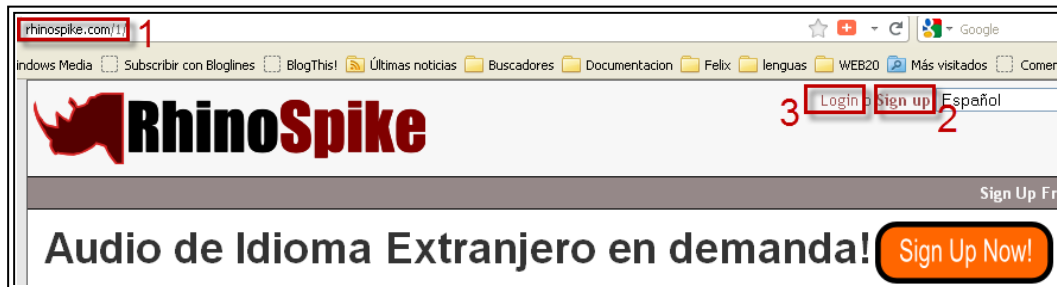 rhinospike.com/1/ 1 Google
indows Media Subscribir con Bloglines BlogThis! Últimas noticias Buscadores Documentacion Felix lenguas WEB20 Más visitados Comen
3 Login o Sign up 2 Español
RhinoSpike
Sign Up Fr
Audio de Idioma Extranjero en demanda! Sign Up Now!